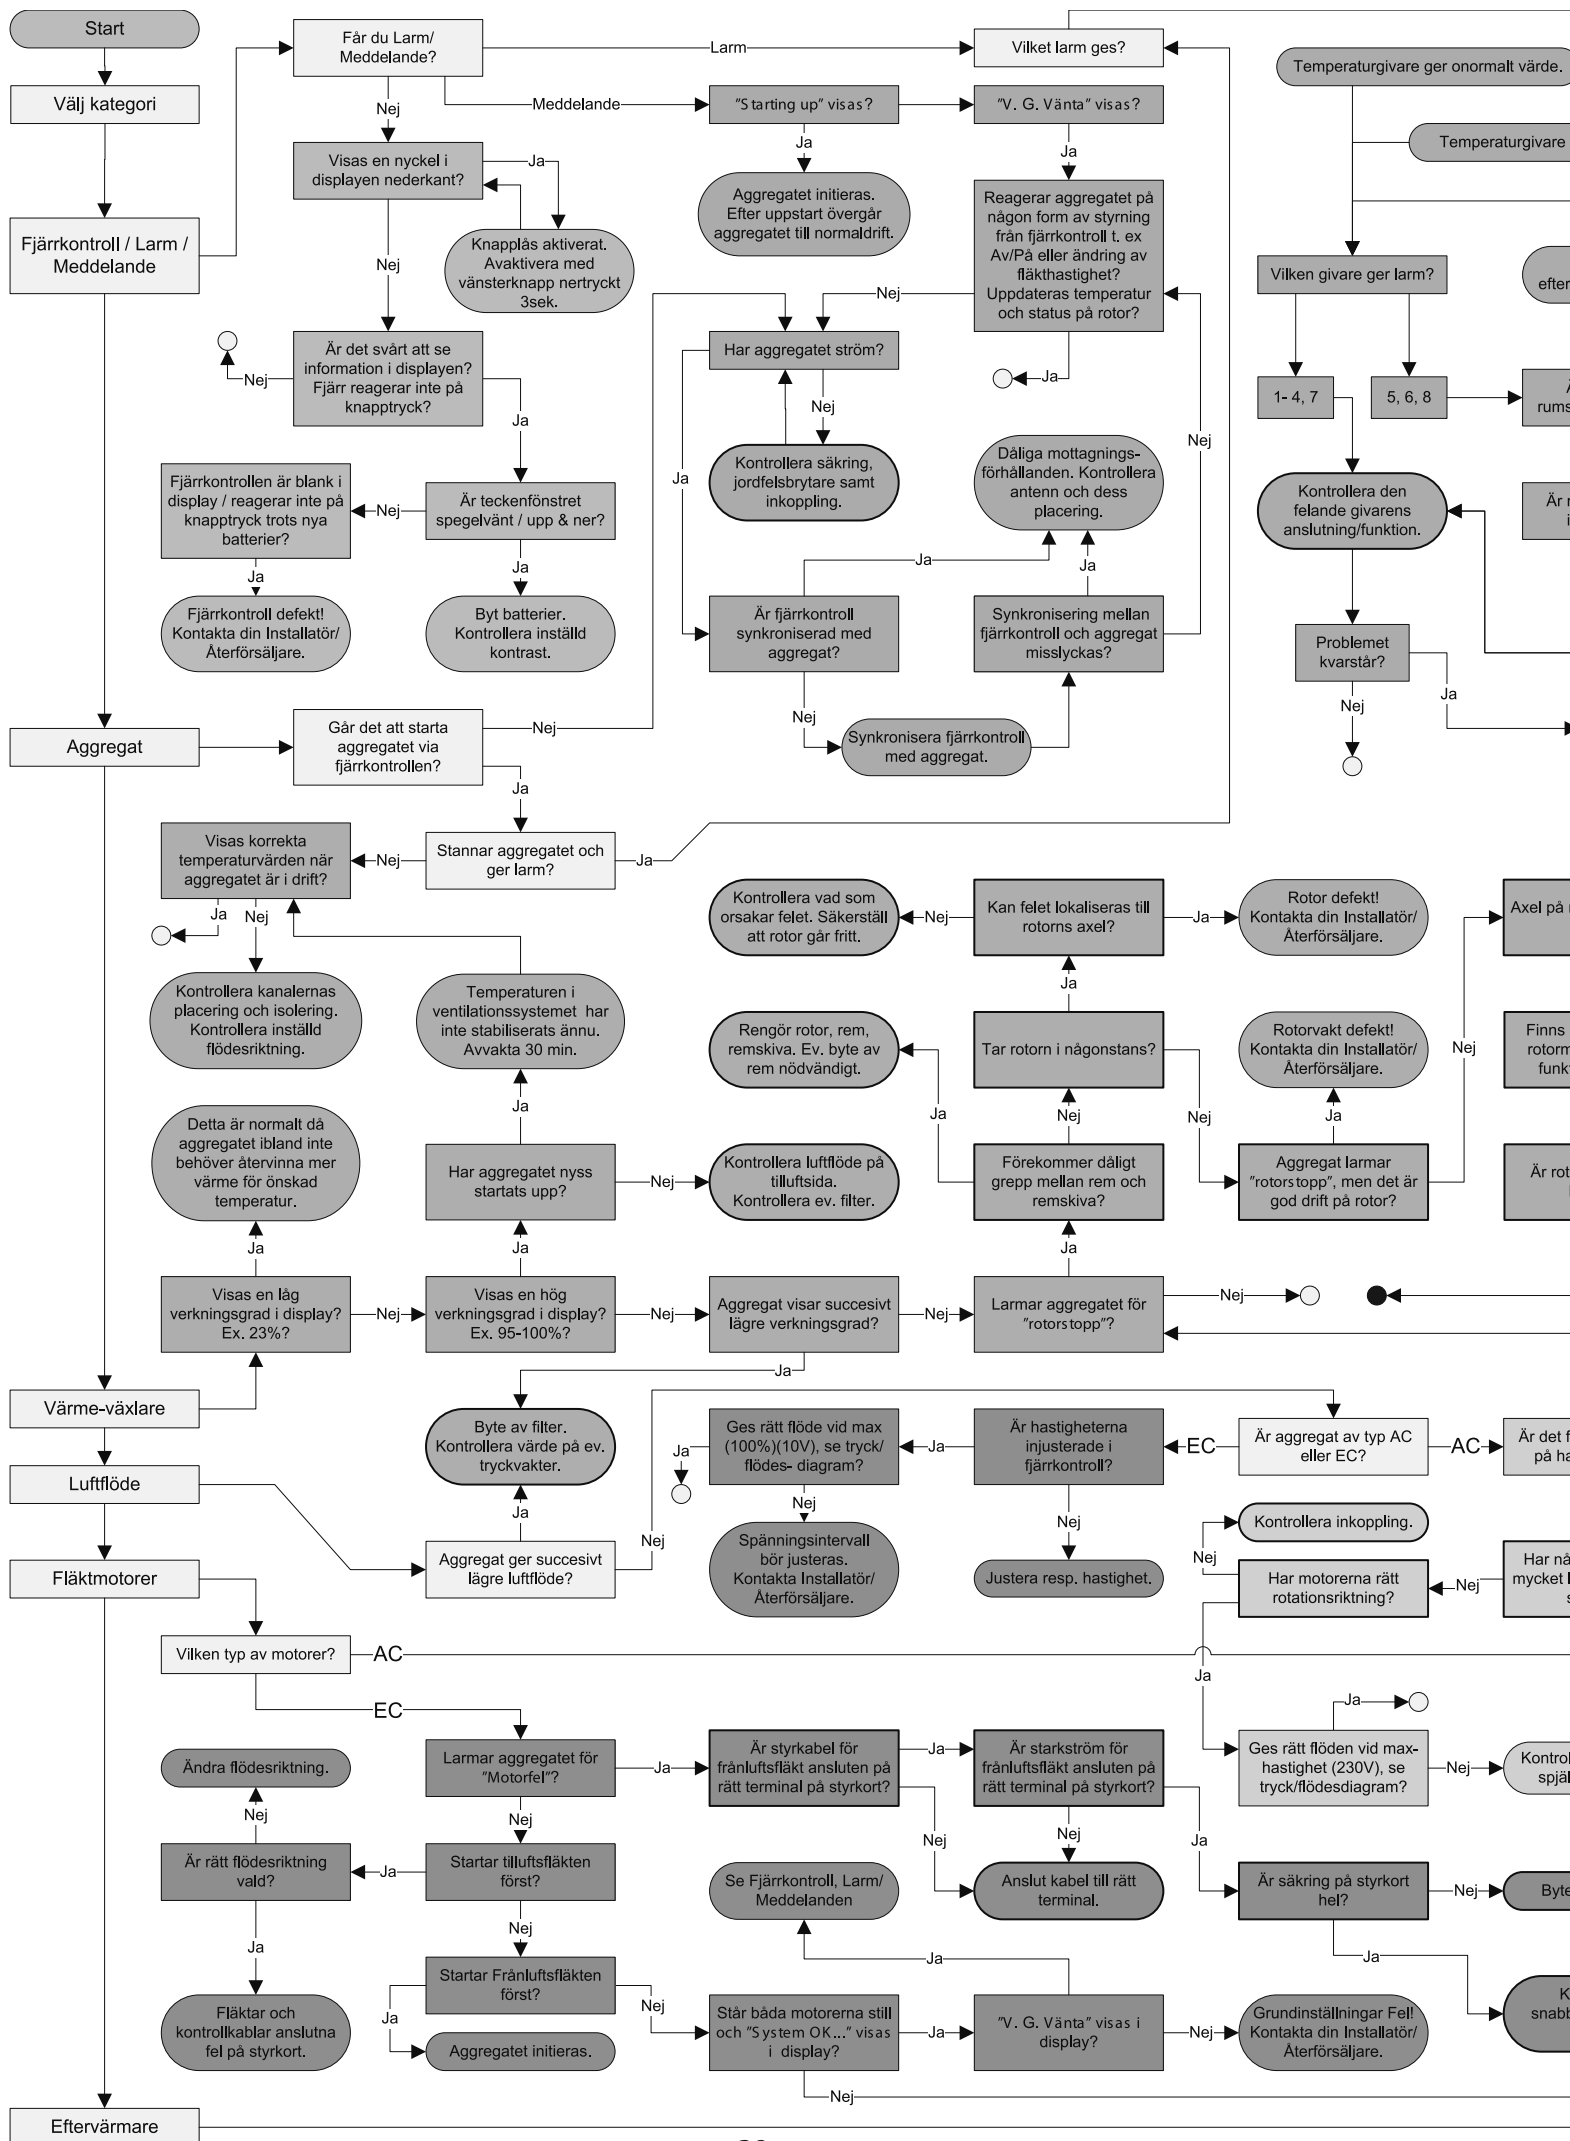 Start
Välj kategori
Fjärrkontroll / Larm /
Meddelande
Får du Larm/
Meddelande?
Larm
Vilket larm ges?
Nej
Meddelande
"Starting up" visas?
"V. G. Vänta" visas?
Ja
Ja
Visas en nyckel i
displayen nederkant?
Ja
Aggregatet initieras.
Efter uppstart övergår
aggregatet till normaldrift.
Reagerar aggregatet på
någon form av styrning
från fjärrkontroll t. ex
Av/På eller ändring av
fläkthastighet?
Uppdateras temperatur
och status på rotor?
Knapplås aktiverat.
Avaktivera med
vänsterknapp nertryckt
3sek.
Nej
Nej
Är det svårt att se
information i displayen?
Fjärr reagerar inte på
knapptryck?
Nej
Ja
Har aggregatet ström?
Ja
Nej
Ja
Kontrollera säkring,
jordfelsbrytare samt
inkoppling.
Dåliga mottagnings-
förhållanden. Kontrollera
antenn och dess
placering.
Nej
Fjärrkontrollen är blank i
display / reagerar inte på
knapptryck trots nya
batterier?
Nej
Är teckenfönstret
spegelvänt / upp & ner?
Ja
Ja
Fjärrkontroll defekt!
Kontakta din Installatör/
Återförsäljare.
Byt batterier.
Kontrollera inställd
kontrast.
Ja
Ja
Är fjärrkontroll
synkroniserad med
aggregat?
Synkronisering mellan
fjärrkontroll och aggregat
misslyckas?
Nej
Synkronisera fjärrkontroll
med aggregat.
Temperaturgivare ger onormalt värde.
Temperaturgivare
Vilken givare ger larm?
efter
1- 4, 7
5, 6, 8
rums
Kontrollera den
felande givarens
anslutning/funktion.
Problemet
kvarstår?
Nej
Ja
Aggregat
Går det att starta
aggregatet via
fjärrkontrollen?
Nej
Ja
Stannar aggregatet och
ger larm?
Nej
Ja
Visas korrekta
temperaturvärden när
aggregatet är i drift?
Ja
Nej
Kontrollera kanalernas
placering och isolering.
Kontrollera inställd
flödesriktning.
Temperaturen i
ventilationssystemet har
inte stabiliserats ännu.
Avvakta 30 min.
Kontrollera vad som
orsakar felet. Säkerställ
att rotor går fritt.
Nej
Kan felet lokaliseras till
rotorns axel?
Ja
Rotor defekt!
Kontakta din Installatör/
Återförsäljare.
Axel på
Ja
Rengör rotor, rem,
remskiva. Ev. byte av
rem nödvändigt.
Tar rotorn i någonstans?
Rotorvakt defekt!
Kontakta din Installatör/
Återförsäljare.
Nej
Finns
Ja
Ja
Nej
Nej
Ja
Detta är normalt då
aggregatet ibland inte
behöver återvinna mer
värme för önskad
temperatur.
Har aggregatet nyss
startats upp?
Nej
Kontrollera luftflöde på
tilluftsida.
Kontrollera ev. filter.
Förekommer dåligt
grepp mellan rem och
remskiva?
Aggregat larmar
"rotorstopp", men det är
god drift på rotor?
Ja
Ja
Ja
Visas en låg
verkningsgrad i display?
Ex. 23%?
Nej
Visas en hög
verkningsgrad i display?
Ex. 95-100%?
Nej
Aggregat visar succesivt
lägre verkningsgrad?
Nej
Larmar aggregatet för
"rotorstopp"?
Nej
Ja
Värme-växlare
Byte av filter.
Kontrollera värde på ev.
tryckvakter.
Ja
Ges rätt flöde vid max
(100%)(10V), se tryck/
flödes- diagram?
Ja
Är hastigheterna
injusterade i
fjärrkontroll?
EC
Är aggregat av typ AC
eller EC?
AC
Är det
Luftflöde
Ja
Nej
Nej
Nej
Aggregat ger succesivt
lägre luftflöde?
Spänningsintervall
bör justeras.
Kontakta Installatör/
Återförsäljare.
Justera resp. hastighet.
Kontrollera inkoppling.
Nej
Har motorerna rätt
rotationsriktning?
Nej
mycket
Fläktmotorer
Vilken typ av motorer?
AC
Ja
EC
Ja
Ändra flödesriktning.
Larmar aggregatet för
"Motorfel"?
Ja
Är styrkabel för
frånluftsfläkt ansluten på
rätt terminal på styrkort?
Ja
Är starkström för
frånluftsfläkt ansluten på
rätt terminal på styrkort?
Ges rätt flöden vid max-
hastighet (230V), se
tryck/flödesdiagram?
Nej
Nej
Nej
Nej
Nej
Ja
Är rätt flödesriktning
vald?
Ja
Startar tilluftsfläkten
först?
Se Fjärrkontroll, Larm/
Meddelanden
Anslut kabel till rätt
terminal.
Är säkring på styrkort
hel?
Nej
Byte
Ja
Nej
Ja
Ja
Startar Frånluftsfläkten
först?
Ja
Nej
Fläktar och
kontrollkablar anslutna
fel på styrkort.
Aggregatet initieras.
Står båda motorerna still
och "System OK..." visas
i display?
Ja
"V. G. Vänta" visas i
display?
Nej
Grundinställningar Fel!
Kontakta din Installatör/
Återförsäljare.
Nej
Eftervärmare